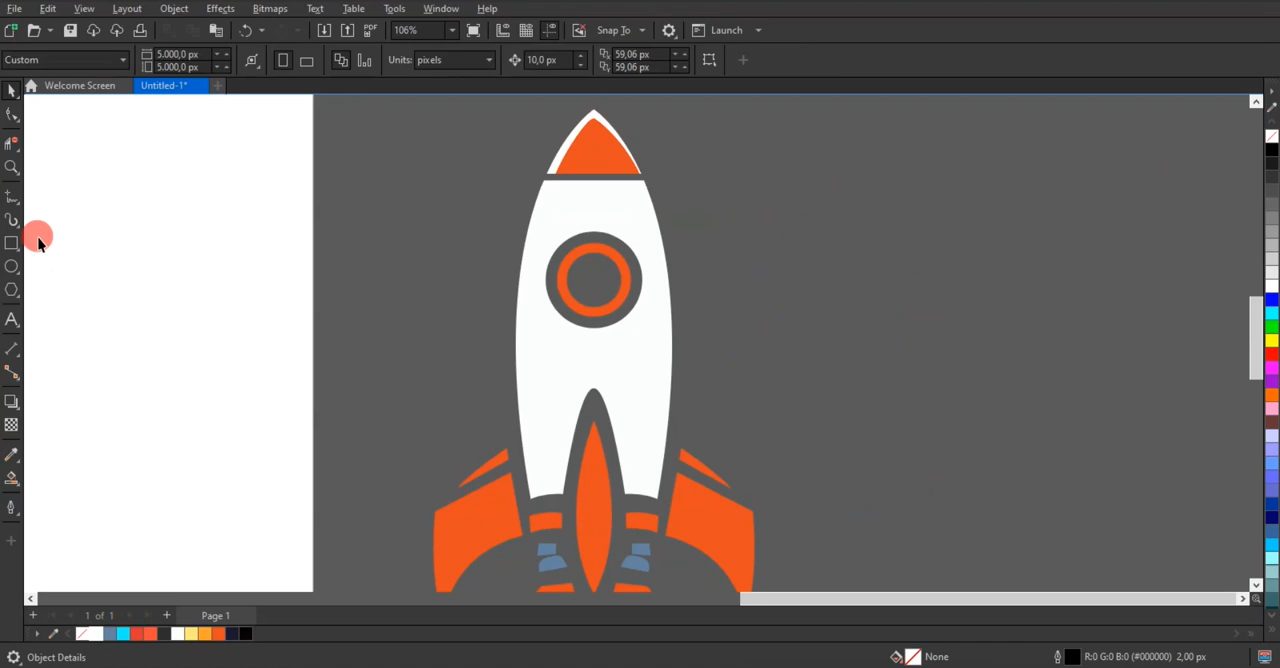 File Edit View Layout Object Effects Bitmaps Text Table Tools Window Help
PDF 106% Snap To Launch
Custom 5.000,0 px 5.000,0 px Units: pixels 10,0 px 59,06 px 59,06 px
Welcome Screen Untitled-1*
1 of 1 Page 1
Object Details None R:0 G:0 B:0 (#000000) 2,00 px